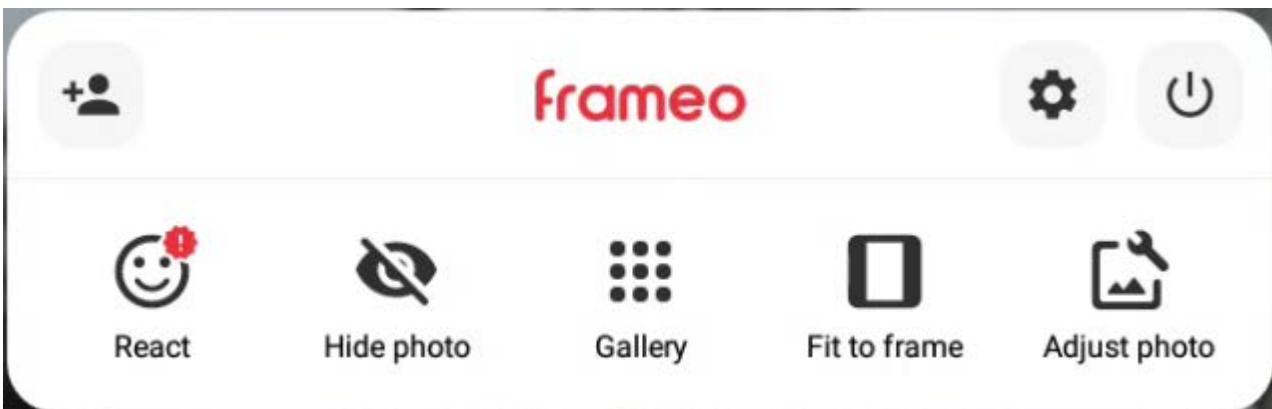 frameo
React
Hide photo
Gallery
Fit to frame
Adjust photo